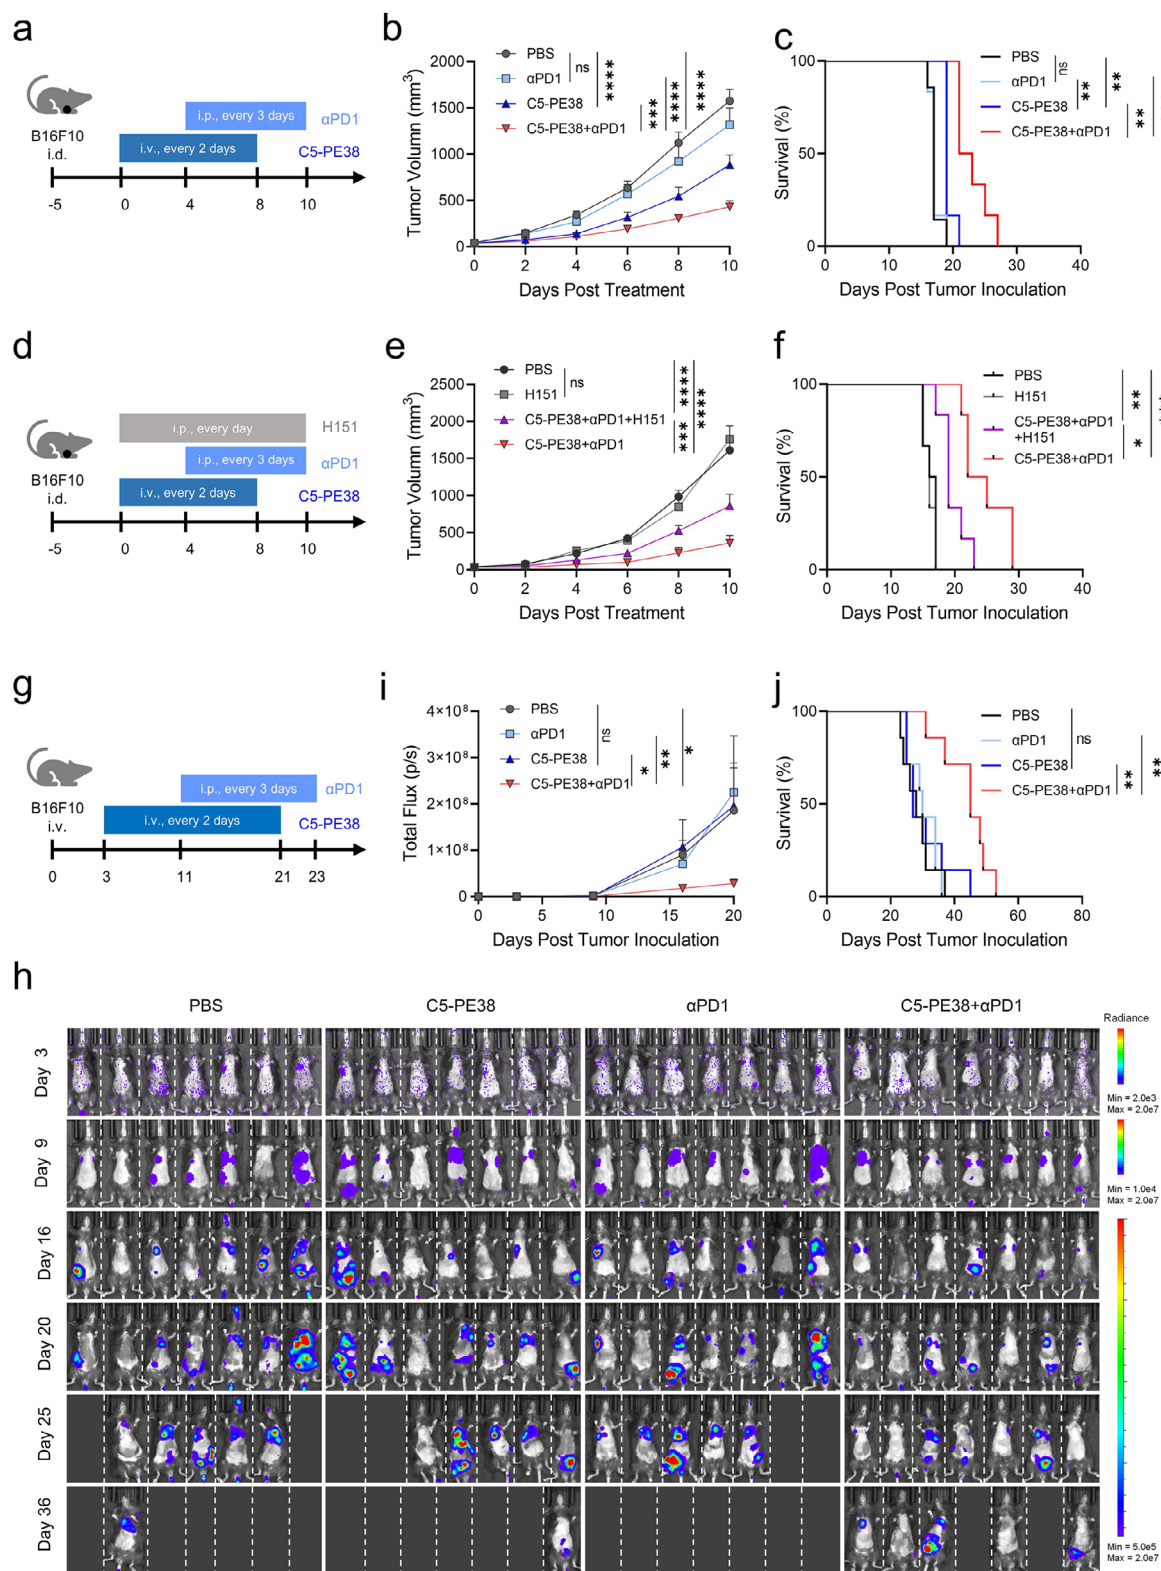 a
B16F10
i.d.
i.p., every 3 days
αPD1
i.v., every 2 days
C5-PE38
-5 0 4 8 10
b
PBS
αPD1
C5-PE38
C5-PE38+αPD1
ns
****
***
****
****
Tumor Volumn (mm³)
2000
1500
1000
500
0
0 2 4 6 8 10
Days Post Treatment
c
PBS
αPD1
C5-PE38
C5-PE38+αPD1
ns
**
**
**
Survival (%)
100
50
0
0 10 20 30 40
Days Post Tumor Inoculation
d
B16F10
i.d.
i.p., every day
H151
i.p., every 3 days
αPD1
i.v., every 2 days
C5-PE38
-5 0 4 8 10
e
PBS
H151
C5-PE38+αPD1+H151
C5-PE38+αPD1
ns
****
***
****
Tumor Volumn (mm³)
2500
2000
1500
1000
500
0
0 2 4 6 8 10
Days Post Treatment
f
PBS
H151
C5-PE38+αPD1
+H151
C5-PE38+αPD1
**
*
Survival (%)
100
50
0
0 10 20 30 40
Days Post Tumor Inoculation
g
B16F10
i.v.
i.p., every 3 days
αPD1
i.v., every 2 days
C5-PE38
0 3 11 21 23
i
PBS
αPD1
C5-PE38
C5-PE38+αPD1
ns
*
**
*
Total Flux (p/s)
4×10⁸
3×10⁸
2×10⁸
1×10⁸
0
0 5 10 15 20
Days Post Tumor Inoculation
j
PBS
αPD1
C5-PE38
C5-PE38+αPD1
ns
**
**
Survival (%)
100
50
0
0 20 40 60 80
Days Post Tumor Inoculation
h
PBS C5-PE38 αPD1 C5-PE38+αPD1
Radiance
Day 3
Min = 2.0e3
Max = 2.0e7
Day 9
Min = 1.0e4
Max = 2.0e7
Day 16
Day 20
Day 25
Day 36
Min = 5.0e5
Max = 2.0e7